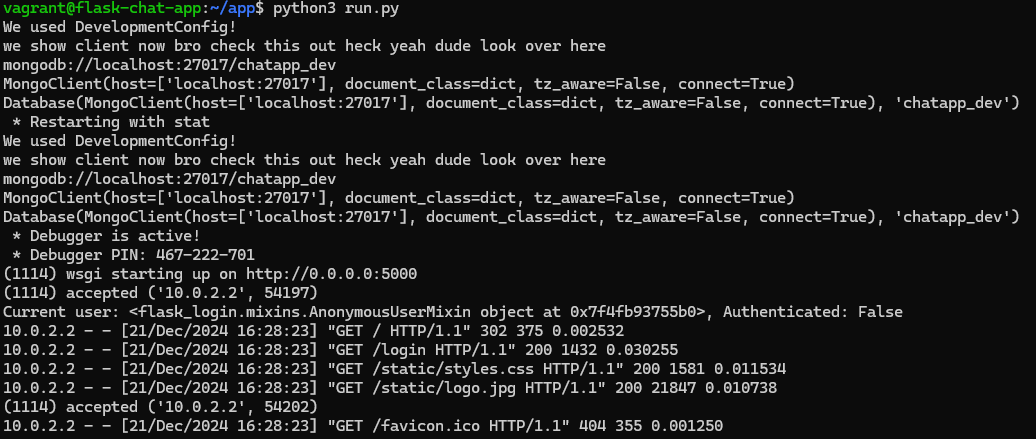 vagrant@flask-chat-app:~/app$ python3 run.py
We used DevelopmentConfig!
we show client now bro check this out heck yeah dude look over here
mongodb://localhost:27017/chatapp_dev
MongoClient(host=['localhost:27017'], document_class=dict, tz_aware=False, connect=True)
Database(MongoClient(host=['localhost:27017'], document_class=dict, tz_aware=False, connect=True), 'chatapp_dev')
 * Restarting with stat
We used DevelopmentConfig!
we show client now bro check this out heck yeah dude look over here
mongodb://localhost:27017/chatapp_dev
MongoClient(host=['localhost:27017'], document_class=dict, tz_aware=False, connect=True)
Database(MongoClient(host=['localhost:27017'], document_class=dict, tz_aware=False, connect=True), 'chatapp_dev')
 * Debugger is active!
 * Debugger PIN: 467-222-701
(1114) wsgi starting up on http://0.0.0.0:5000
(1114) accepted ('10.0.2.2', 54197)
Current user: <flask_login.mixins.AnonymousUserMixin object at 0x7f4fb93755b0>, Authenticated: False
10.0.2.2 - - [21/Dec/2024 16:28:23] "GET / HTTP/1.1" 302 375 0.002532
10.0.2.2 - - [21/Dec/2024 16:28:23] "GET /login HTTP/1.1" 200 1432 0.030255
10.0.2.2 - - [21/Dec/2024 16:28:23] "GET /static/styles.css HTTP/1.1" 200 1581 0.011534
10.0.2.2 - - [21/Dec/2024 16:28:23] "GET /static/logo.jpg HTTP/1.1" 200 21847 0.010738
(1114) accepted ('10.0.2.2', 54202)
10.0.2.2 - - [21/Dec/2024 16:28:23] "GET /favicon.ico HTTP/1.1" 404 355 0.001250